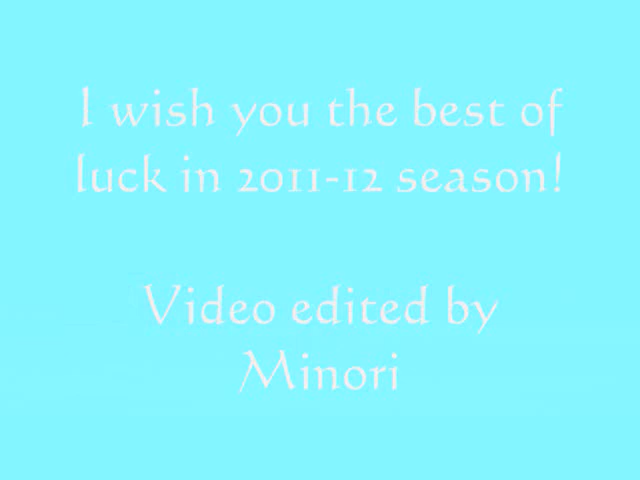 I wish you the best of
luck in 2011-12 season!
Video edited by
Minori